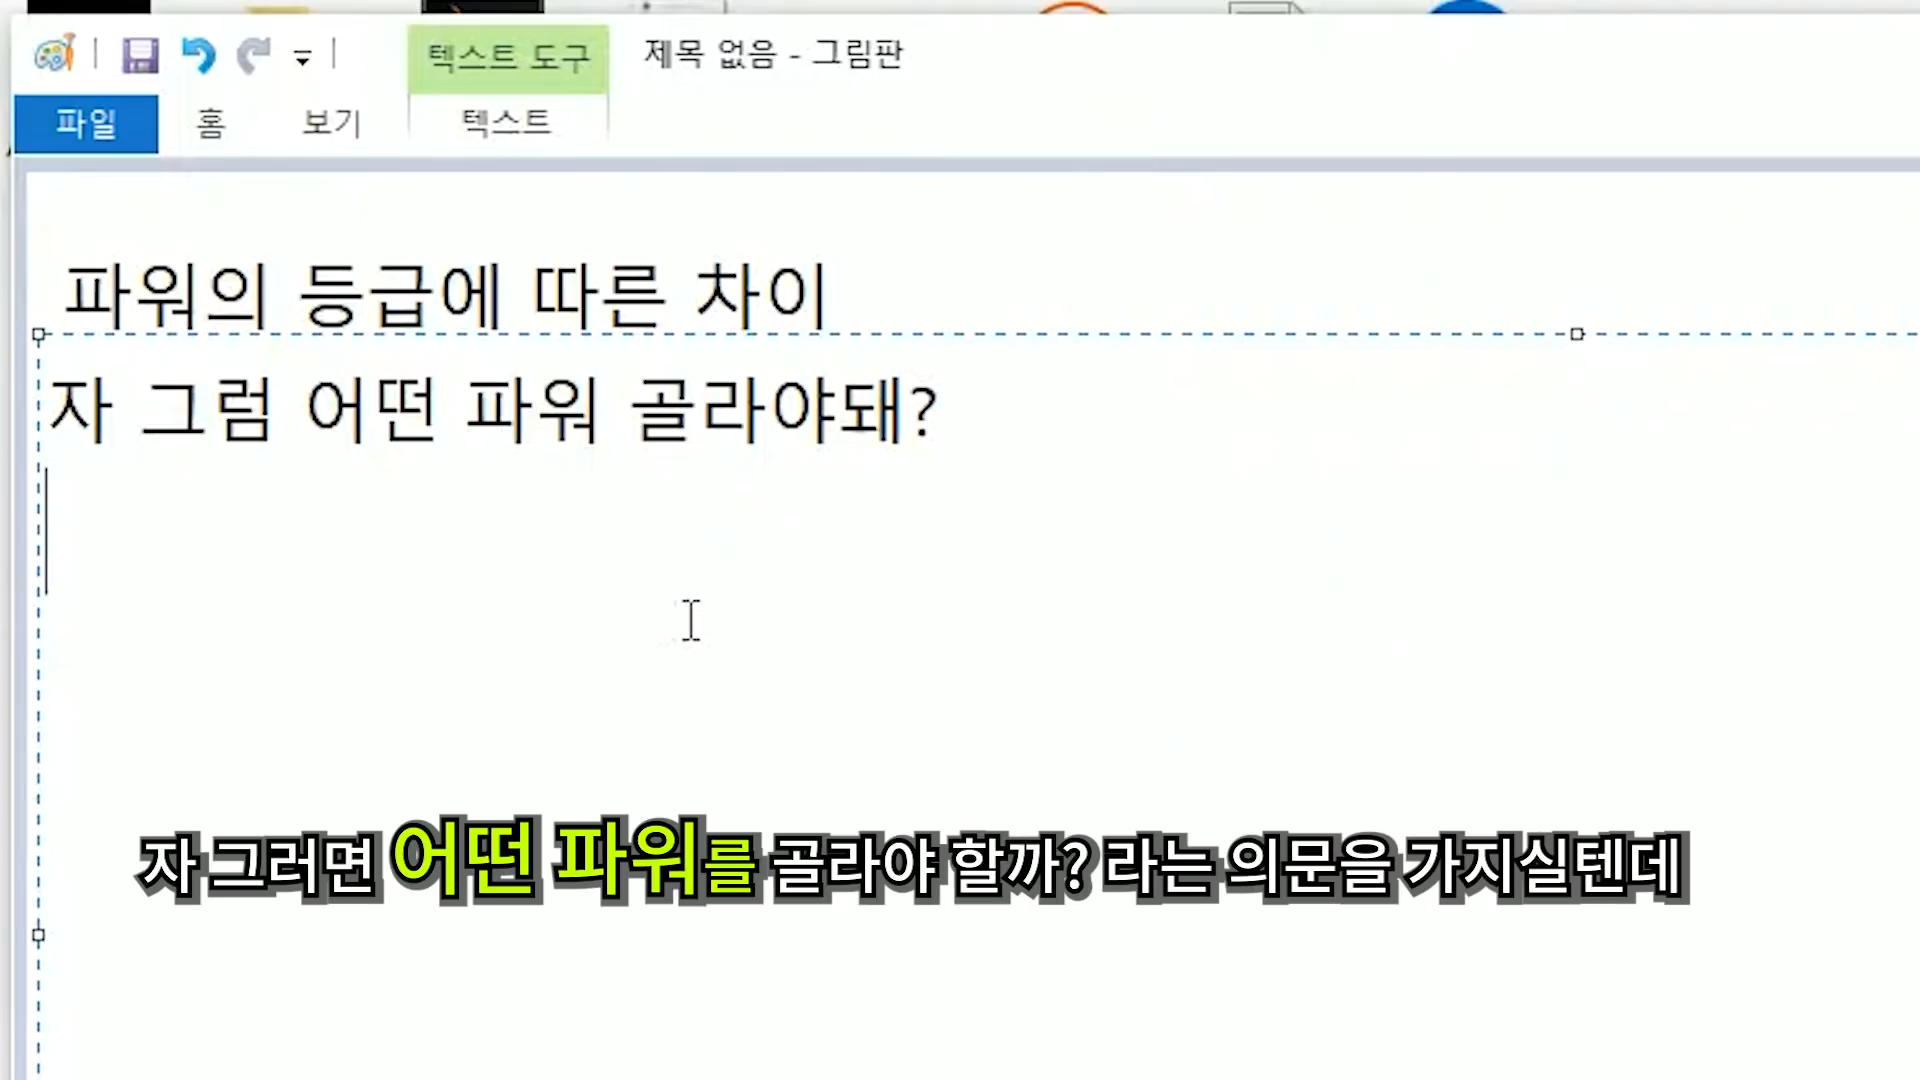 텍스트 도구
제목 없음 - 그림판
파일 홈 보기 텍스트
파워의 등급에 따른 차이
자 그럼 어떤 파워 골라야돼?
자 그러면 어떤 파워를 골라야 할까? 라는 의문을 가지실텐데